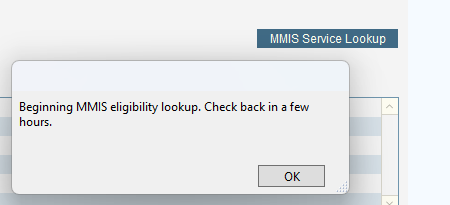 MMIS Service Lookup
Beginning MMIS eligibility lookup. Check back in a few
hours.
OK